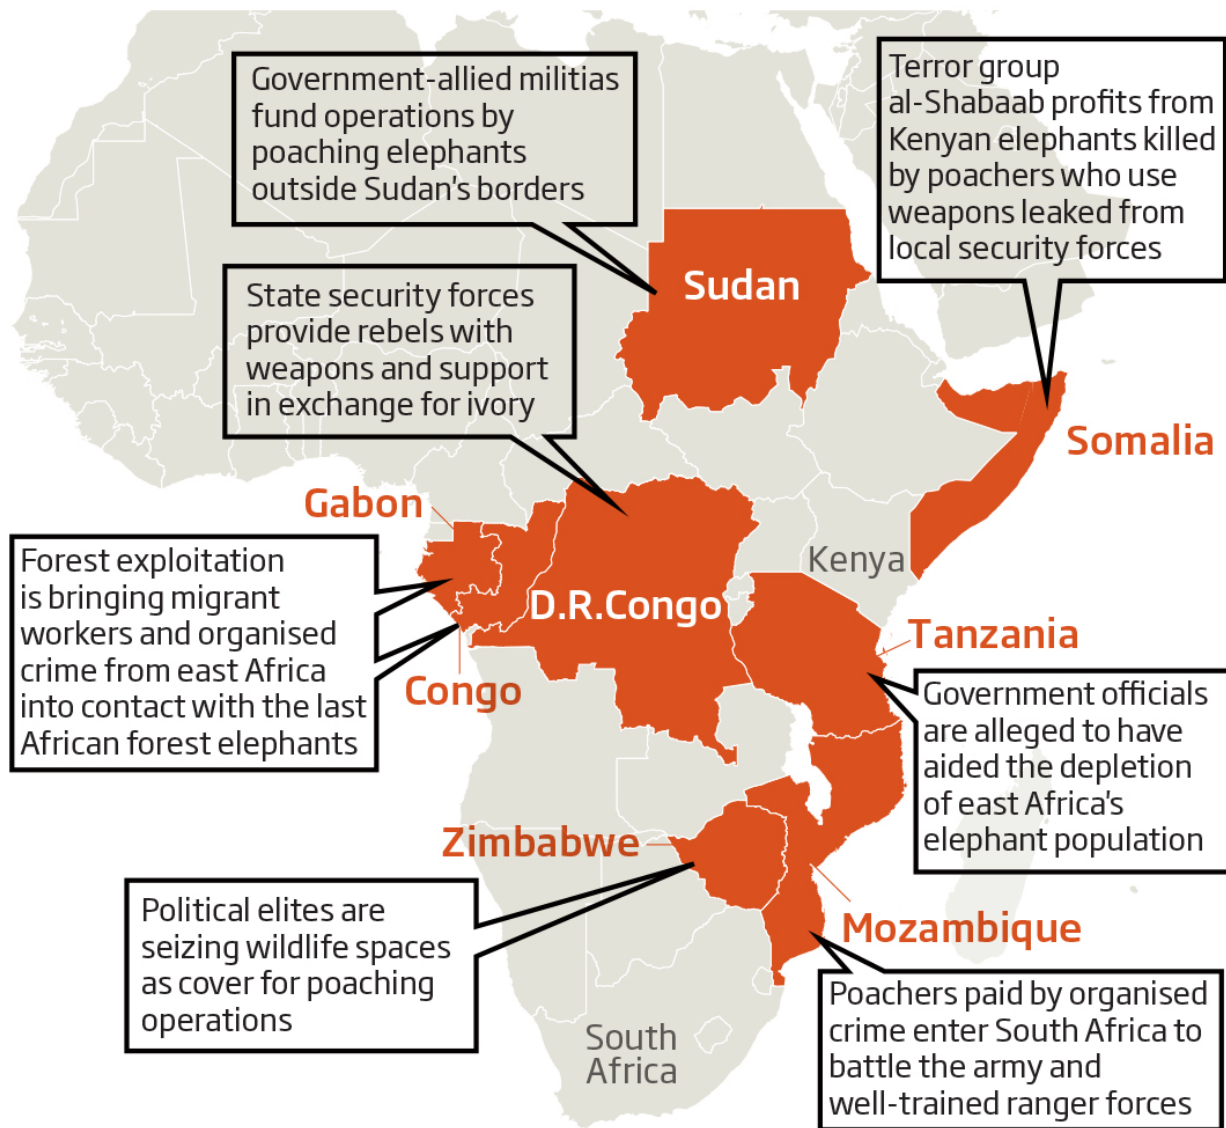 Government-allied militias
fund operations by
poaching elephants
outside Sudan's borders
Terror group
al-Shabaab profits from
Kenyan elephants killed
by poachers who use
weapons leaked from
local security forces
Sudan
State security forces
provide rebels with
weapons and support
in exchange for ivory
Somalia
Gabon
Forest exploitation
is bringing migrant
workers and organised
crime from east Africa
into contact with the last
African forest elephants
Kenya
D.R.Congo
Tanzania
Congo
Government officials
are alleged to have
aided the depletion
of east Africa's
elephant population
Zimbabwe
Political elites are
seizing wildlife spaces
as cover for poaching
operations
Mozambique
Poachers paid by organised
crime enter South Africa to
battle the army and
well-trained ranger forces
South
Africa